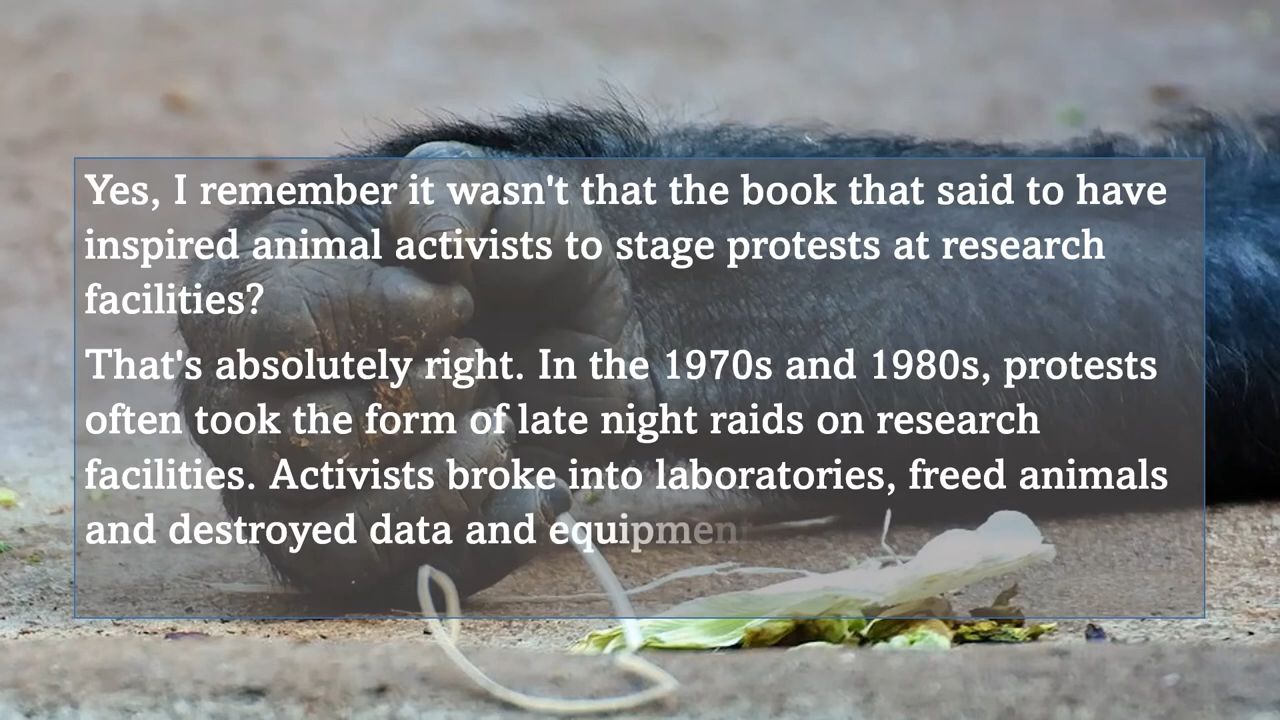 Yes, I remember it wasn't that the book that said to have
inspired animal activists to stage protests at research
facilities?
That's absolutely right. In the 1970s and 1980s, protests
often took the form of late night raids on research
facilities. Activists broke into laboratories, freed animals
and destroyed data and equipment